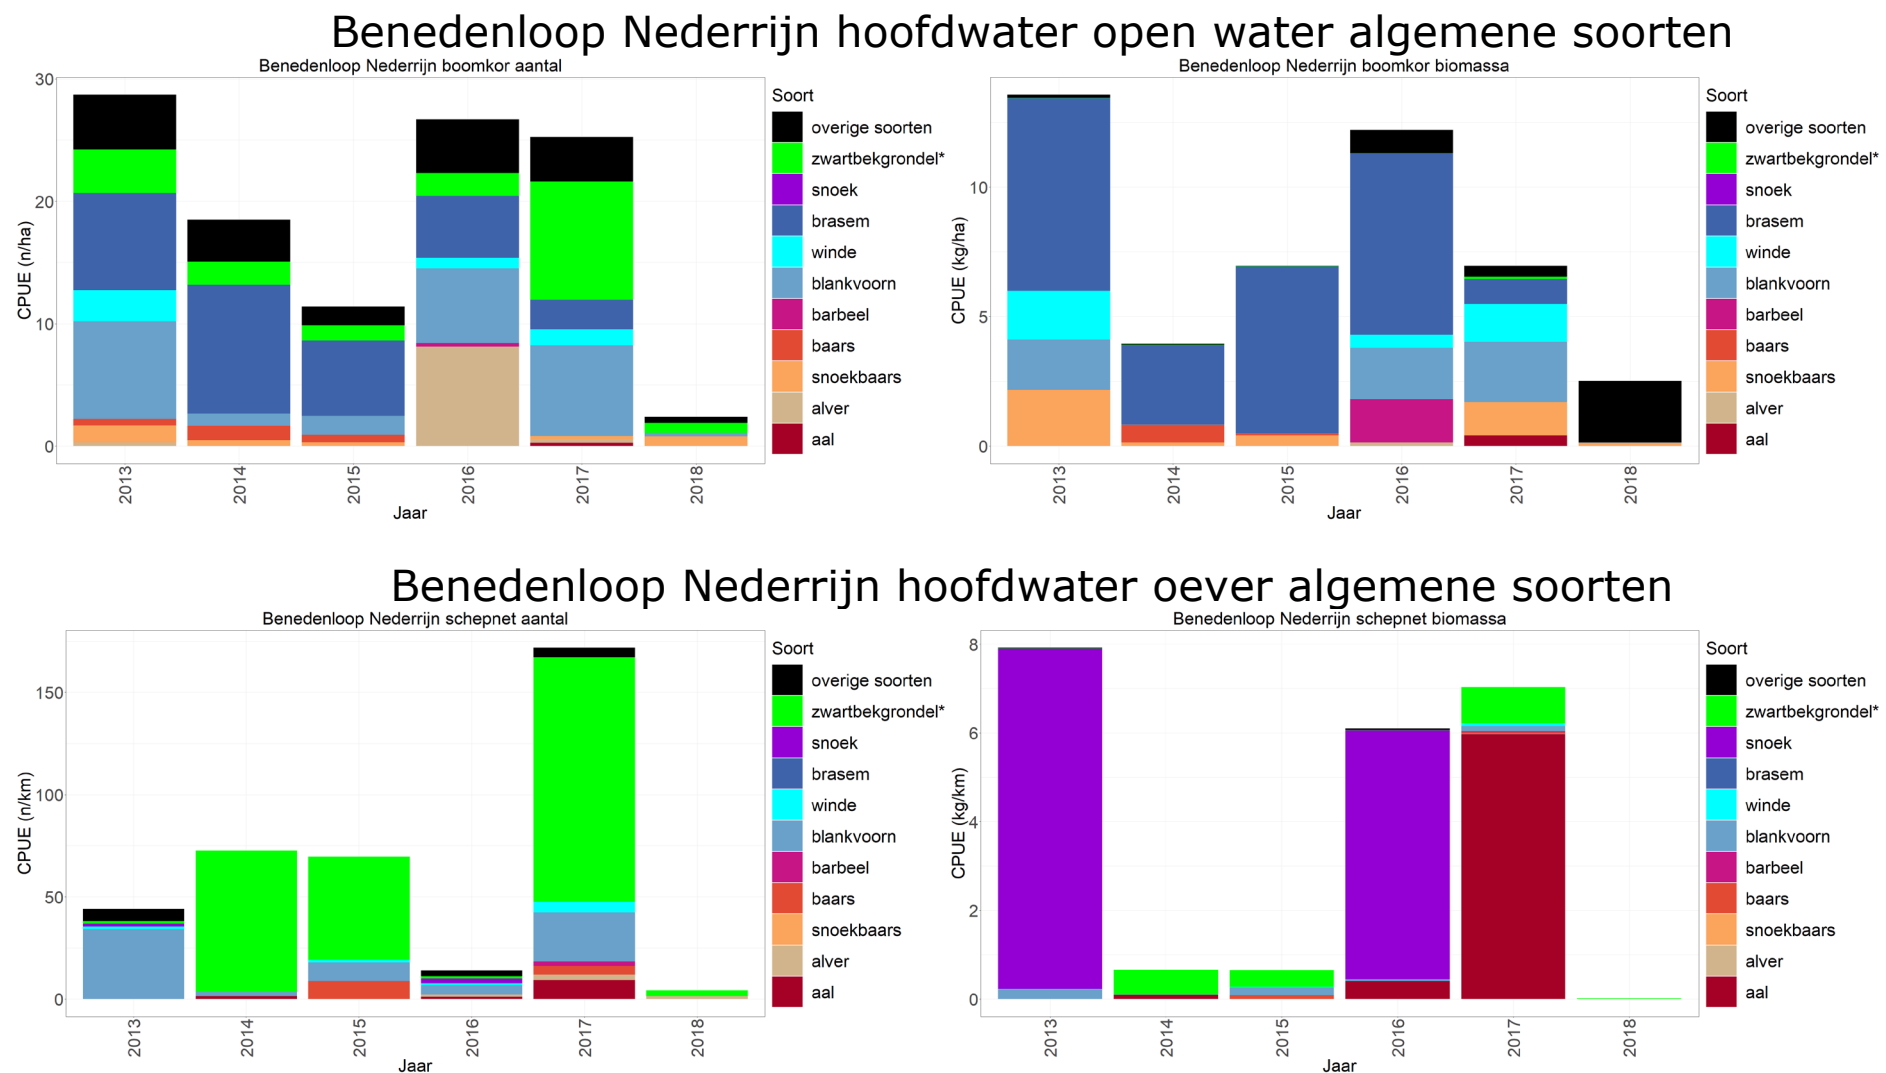 Benedenloop Nederrijn hoofdwater open water algemene soorten
Benedenloop Nederrijn boomkor aantal
CPUE (n/ha)
30
20
10
0
2013
2014
2015
2016
2017
2018
Jaar
Soort
overige soorten
zwartbekgrondel*
snoek
brasem
winde
blankvoorn
barbeel
baars
snoekbaars
alver
aal
Benedenloop Nederrijn boomkor biomassa
CPUE (kg/ha)
10
5
0
2013
2014
2015
2016
2017
2018
Jaar
Soort
overige soorten
zwartbekgrondel*
snoek
brasem
winde
blankvoorn
barbeel
baars
snoekbaars
alver
aal
Benedenloop Nederrijn hoofdwater oever algemene soorten
Benedenloop Nederrijn schepnet aantal
CPUE (n/km)
150
100
50
0
2013
2014
2015
2016
2017
2018
Jaar
Soort
overige soorten
zwartbekgrondel*
snoek
brasem
winde
blankvoorn
barbeel
baars
snoekbaars
alver
aal
Benedenloop Nederrijn schepnet biomassa
CPUE (kg/km)
8
6
4
2
0
2013
2014
2015
2016
2017
2018
Jaar
Soort
overige soorten
zwartbekgrondel*
snoek
brasem
winde
blankvoorn
barbeel
baars
snoekbaars
alver
aal